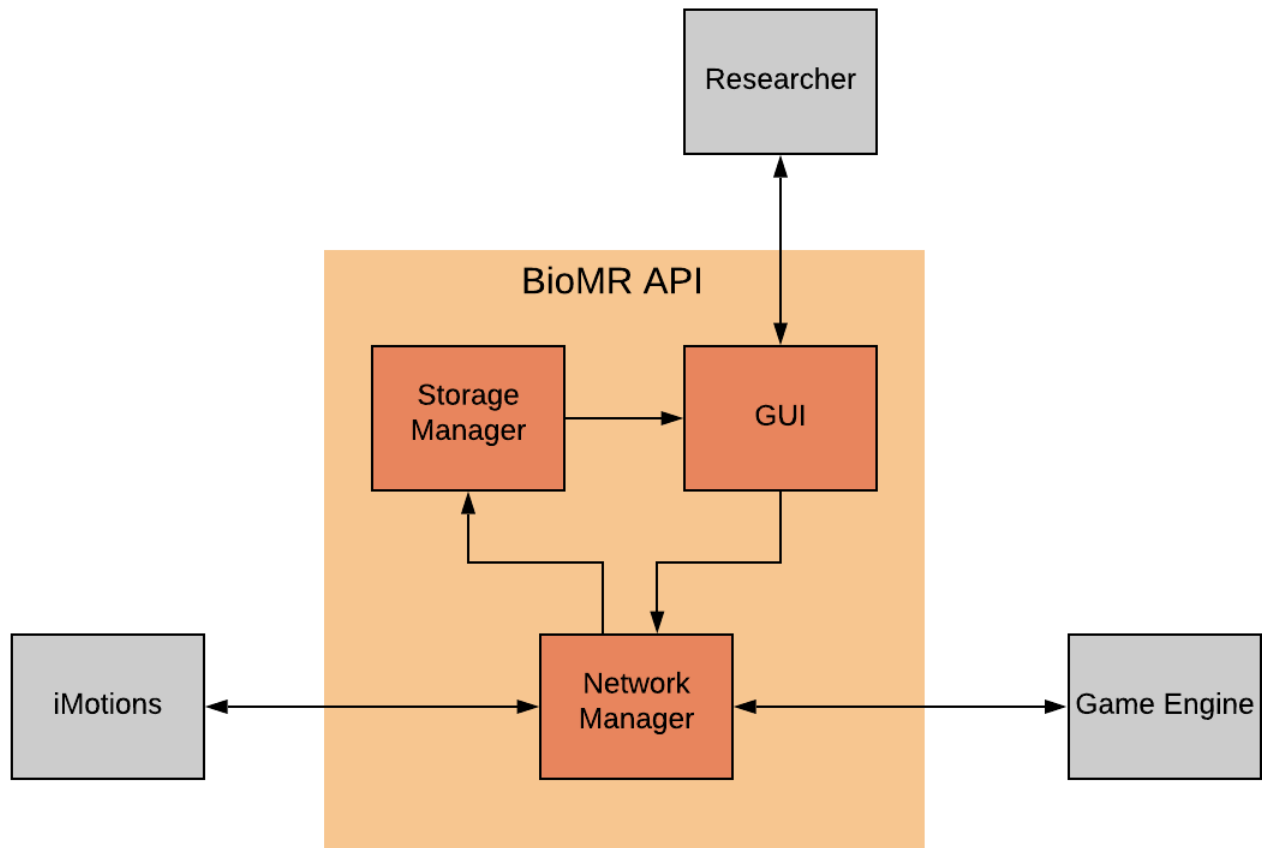 Researcher
BioMR API
Storage
Manager
GUI
iMotions
Network
Manager
Game Engine